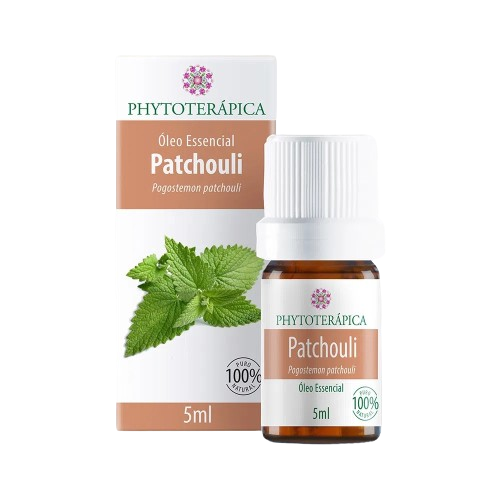 PHYTOTERÁPICA
Óleo Essencial
Patchouli
Pogostemon patchouli
PURO
100%
NATURAL
5ml
PHYTOTERÁPICA
Patchouli
Pogostemon patchouli
Óleo Essencial
5ml
PURO
100%
NATURAL